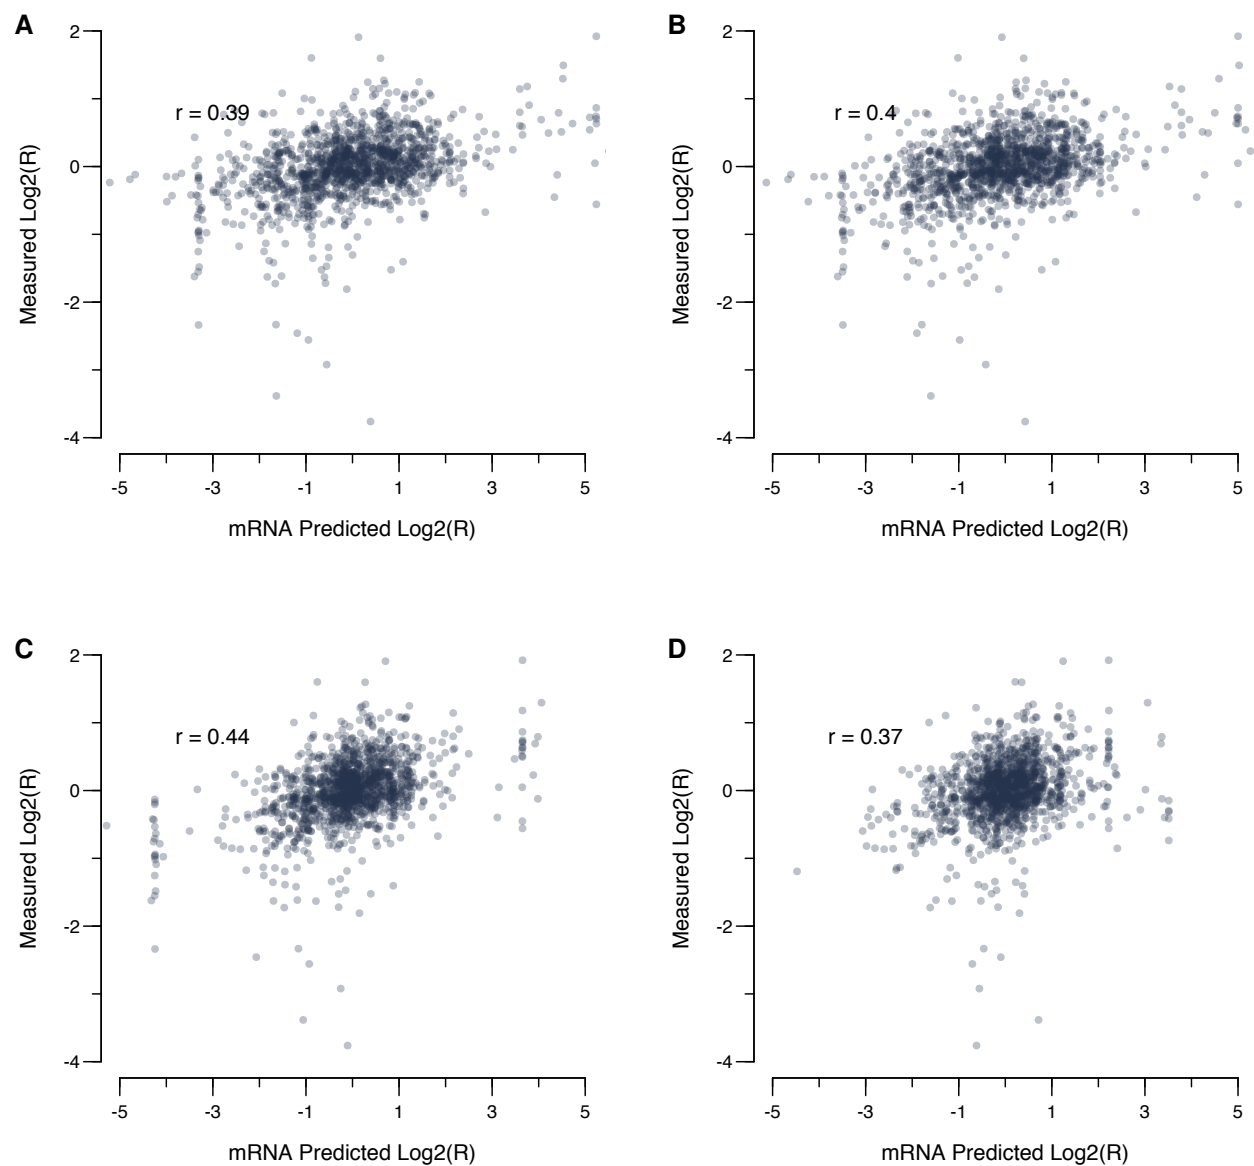 A
B
2
0
-2
-4
Measured Log2(R)
r = 0.39
-5 -3 -1 1 3 5
mRNA Predicted Log2(R)
2
0
-2
-4
Measured Log2(R)
r = 0.4
-5 -3 -1 1 3 5
mRNA Predicted Log2(R)
C
D
2
0
-2
-4
Measured Log2(R)
r = 0.44
-5 -3 -1 1 3 5
mRNA Predicted Log2(R)
2
0
-2
-4
Measured Log2(R)
r = 0.37
-5 -3 -1 1 3 5
mRNA Predicted Log2(R)